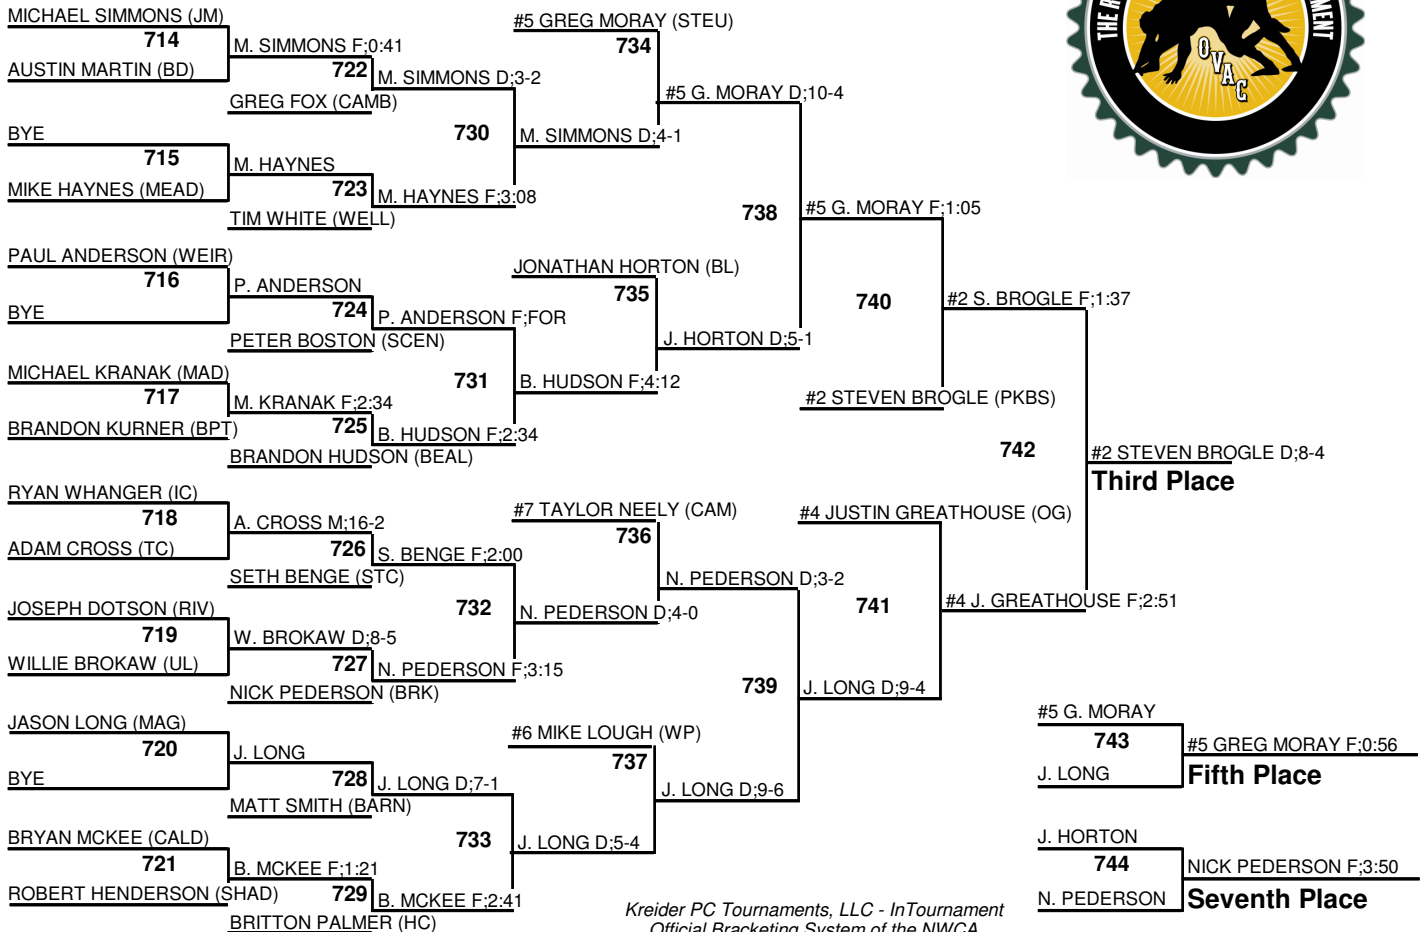 MICHAEL SIMMONS (JM)
714
AUSTIN MARTIN (BD)
BYE
715
MIKE HAYNES (MEAD)
PAUL ANDERSON (WEIR)
716
BYE
MICHAEL KRANAK (MAD)
717
BRANDON KURNER (BPT)
RYAN WHANGER (IC)
718
ADAM CROSS (TC)
JOSEPH DOTSON (RIV)
719
WILLIE BROKAW (UL)
JASON LONG (MAG)
720
BYE
BRYAN MCKEE (CALD)
721
ROBERT HENDERSON (SHAD)
M. SIMMONS F;0:41
722
GREG FOX (CAMB)
M. HAYNES
723
TIM WHITE (WELL)
P. ANDERSON
724
PETER BOSTON (SCEN)
M. KRANAK F;2:34
725
BRANDON HUDSON (BEAL)
A. CROSS M;16-2
726
SETH BENGE (STC)
W. BROKAW D;8-5
727
NICK PEDERSON (BRK)
J. LONG
728
MATT SMITH (BARN)
B. MCKEE F;1:21
729
BRITTON PALMER (HC)
M. SIMMONS D;3-2
730
M. HAYNES F;3:08
P. ANDERSON F;FOR
731
B. HUDSON F;2:34
S. BENGE F;2:00
732
N. PEDERSON F;3:15
J. LONG D;7-1
733
B. MCKEE F;2:41
#5 GREG MORAY (STEU)
734
M. SIMMONS D;4-1
JONATHAN HORTON (BL)
735
B. HUDSON F;4:12
#7 TAYLOR NEELY (CAM)
736
N. PEDERSON D;4-0
#6 MIKE LOUGH (WP)
737
J. LONG D;5-4
#5 G. MORAY D;10-4
738
J. HORTON D;5-1
N. PEDERSON D;3-2
739
J. LONG D;9-6
#5 G. MORAY F;1:05
740
#2 STEVEN BROGLE (PKBS)
#4 JUSTIN GREATHOUSE (OG)
741
J. LONG D;9-4
#2 S. BROGLE F;1:37
742
#4 J. GREATHOUSE F;2:51
#2 STEVEN BROGLE D;8-4
Third Place
#5 G. MORAY
743
J. LONG
#5 GREG MORAY F;0:56
Fifth Place
J. HORTON
744
N. PEDERSON
NICK PEDERSON F;3:50
Seventh Place
THE
OVAC
Kreider PC Tournaments, LLC - InTournament
Official Bracketing System of the NWCA